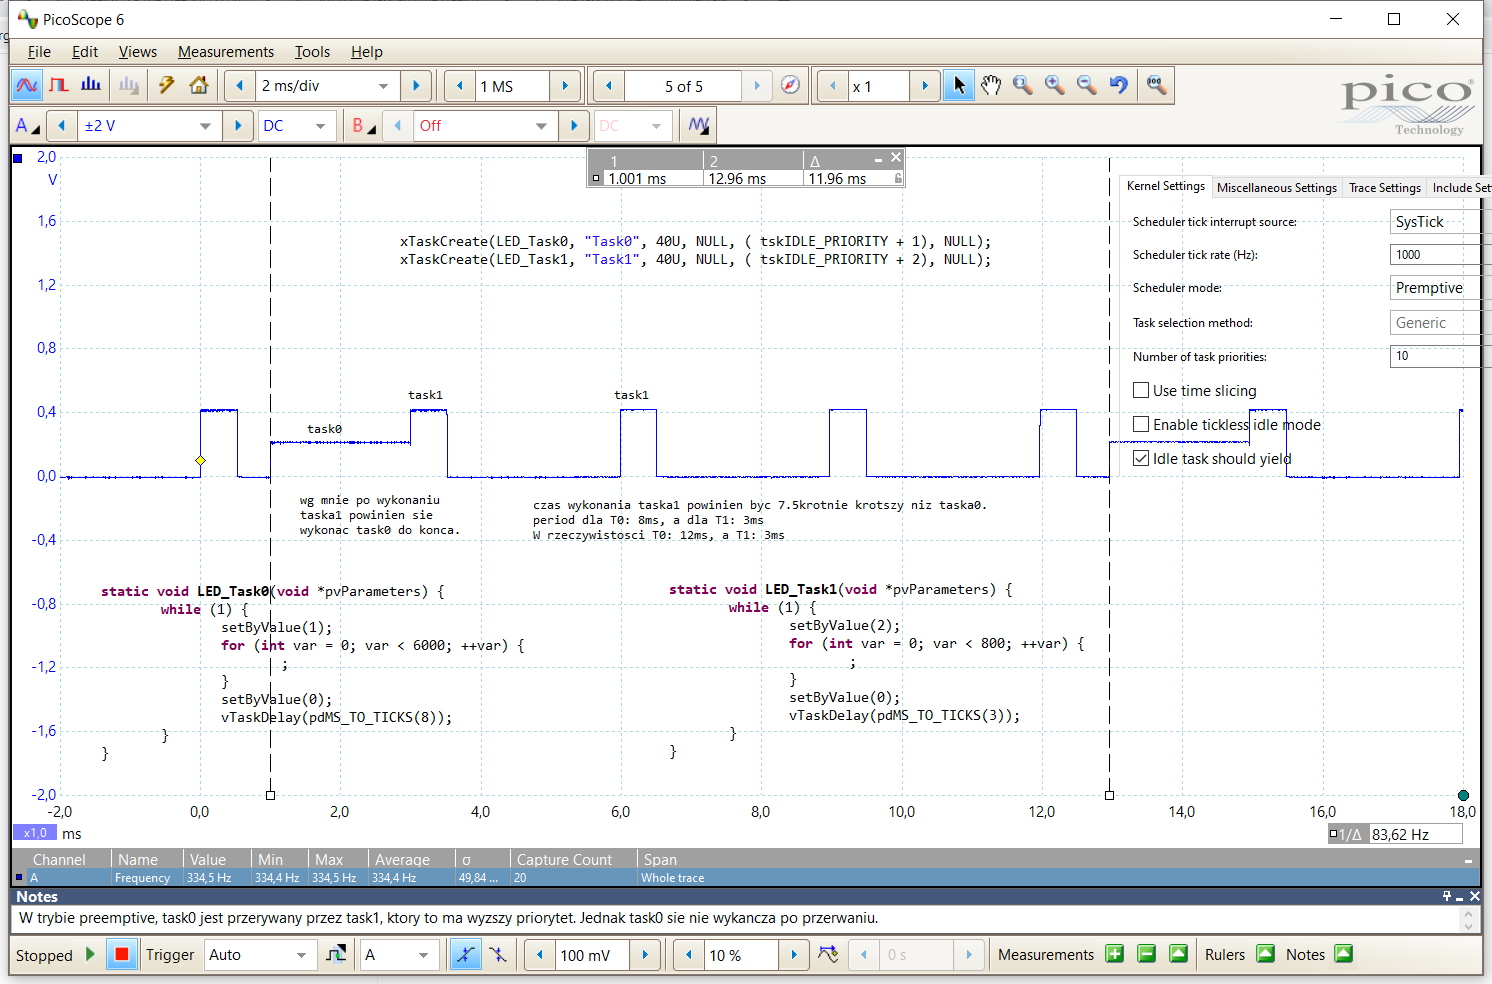 PicoScope 6
File Edit Views Measurements Tools Help
2 ms/div 1 MS 5 of 5 x 1
pico
Technology
A ±2 V DC B Off DC
2,0
V
1,6
1,2
0,8
0,4
0,0
-0,4
-0,8
-1,2
-1,6
-2,0
1 2 Δ
1.001 ms 12.96 ms 11.96 ms
xTaskCreate(LED_Task0, "Task0", 40U, NULL, ( tskIDLE_PRIORITY + 1), NULL);
xTaskCreate(LED_Task1, "Task1", 40U, NULL, ( tskIDLE_PRIORITY + 2), NULL);
Kernel Settings Miscellaneous Settings Trace Settings Include Set
Scheduler tick interrupt source: SysTick
Scheduler tick rate (Hz): 1000
Scheduler mode: Premptive
Task selection method: Generic
Number of task priorities: 10
Use time slicing
Enable tickless idle mode
Idle task should yield
task0
task1
task1
wg mnie po wykonaniu
taska1 powinien sie
wykonac task0 do konca.
czas wykonania taska1 powinien byc 7.5krotnie krotszy niz taska0.
period dla T0: 8ms, a dla T1: 3ms
W rzeczywistosci T0: 12ms, a T1: 3ms
static void LED_Task0(void *pvParameters) {
while (1) {
setByValue(1);
for (int var = 0; var < 6000; ++var) {
;
}
setByValue(0);
vTaskDelay(pdMS_TO_TICKS(8));
}
}
static void LED_Task1(void *pvParameters) {
while (1) {
setByValue(2);
for (int var = 0; var < 800; ++var) {
;
}
setByValue(0);
vTaskDelay(pdMS_TO_TICKS(3));
}
}
-2,0 0,0 2,0 4,0 6,0 8,0 10,0 12,0 14,0 16,0 18,0
x1,0 ms
1/Δ 83,62 Hz
Channel Name Value Min Max Average σ Capture Count Span
A Frequency 334,5 Hz 334,4 Hz 334,5 Hz 334,4 Hz 49,84 ... 20 Whole trace
Notes
W trybie preemptive, task0 jest przerywany przez task1, ktory to ma wyzszy priorytet. Jednak task0 sie nie wykancza po przerwaniu.
Stopped Trigger Auto A 100 mV 10 % 0 s Measurements Rulers Notes